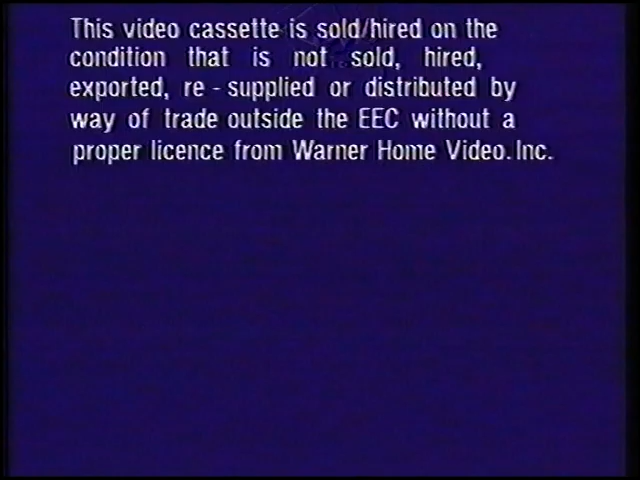 This video cassette is sold/hired on the
condition that is not sold, hired,
exported, re - supplied or distributed by
way of trade outside the EEC without a
proper licence from Warner Home Video. Inc.